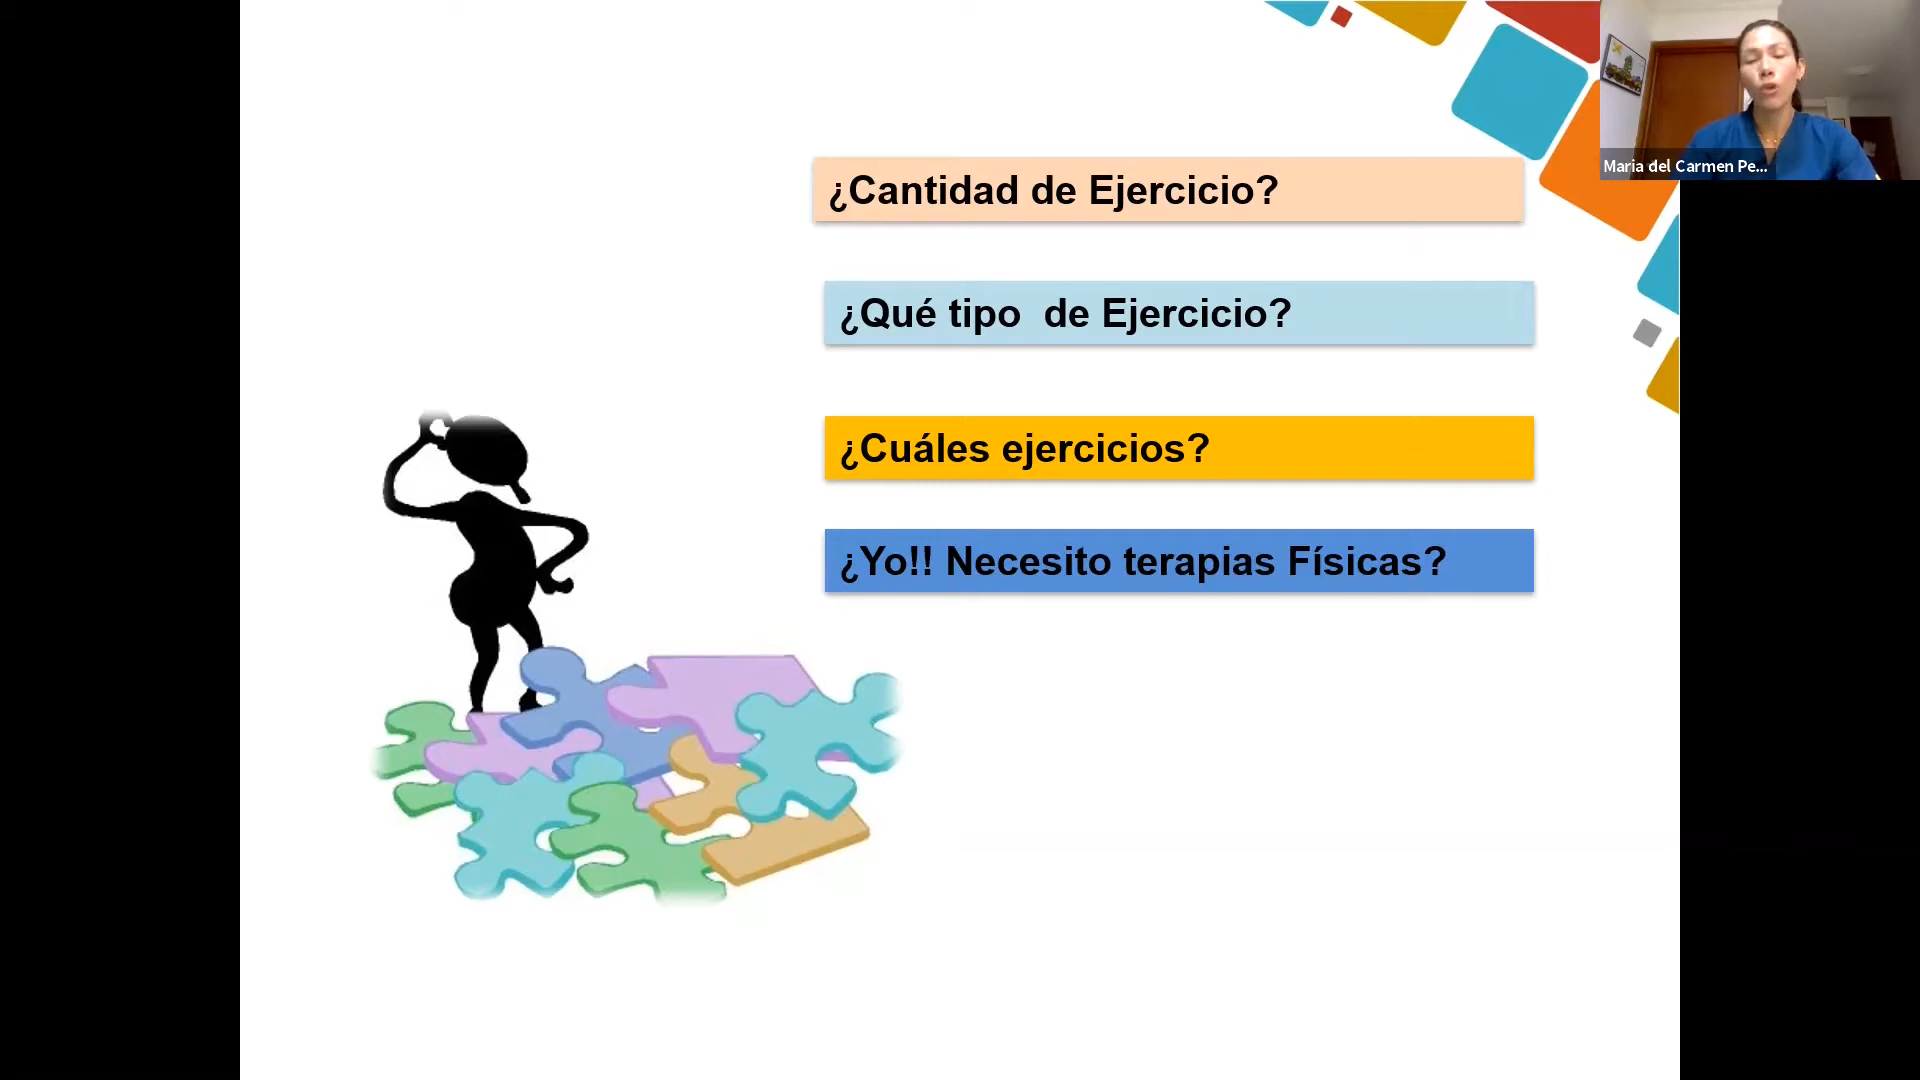 ¿Cantidad de Ejercicio?
¿Qué tipo  de Ejercicio?
¿Cuáles ejercicios?
¿Yo!! Necesito terapias Físicas?
Maria del Carmen Pe...